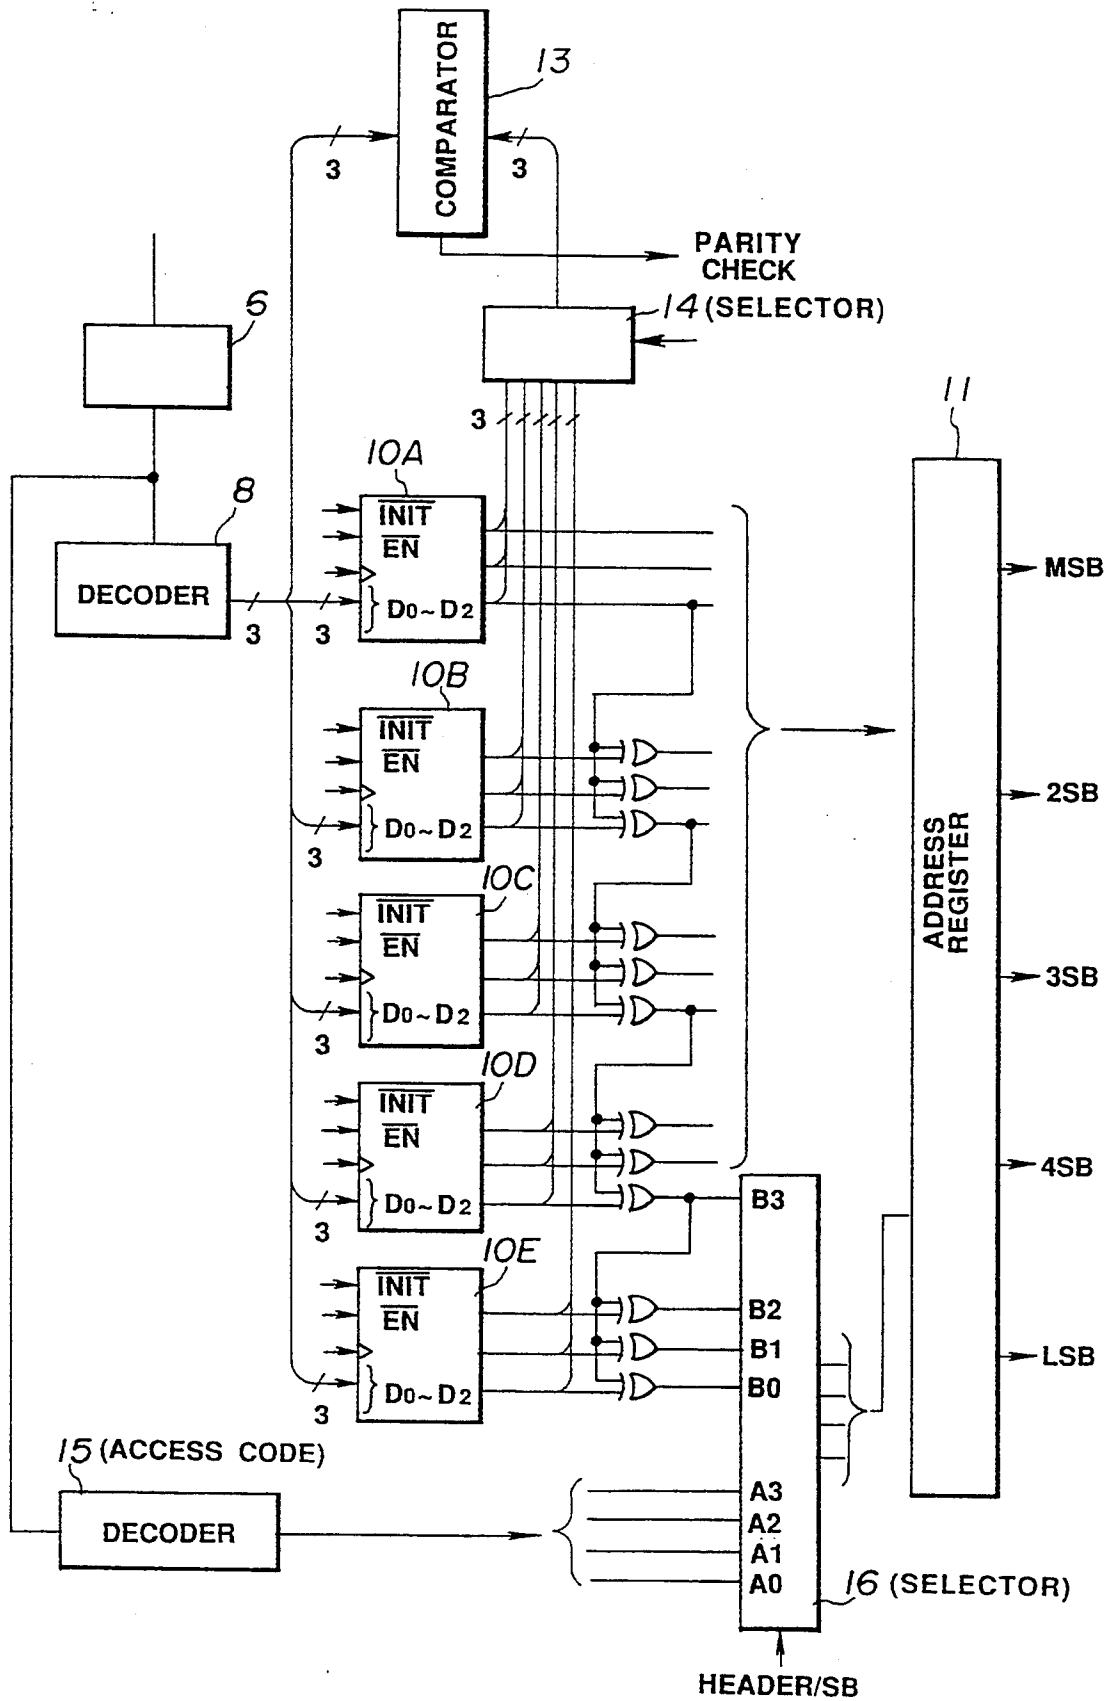 COMPARATOR
13
3
3
PARITY
CHECK
14 (SELECTOR)
6
3
11
10A
INIT
EN
D0~D2
8
DECODER
3
3
MSB
10B
INIT
EN
D0~D2
3
2SB
ADDRESS
REGISTER
10C
INIT
EN
D0~D2
3
3SB
10D
INIT
EN
D0~D2
3
4SB
B3
10E
INIT
EN
D0~D2
3
B2
B1
B0
LSB
15 (ACCESS CODE)
DECODER
A3
A2
A1
A0
16 (SELECTOR)
HEADER/SB